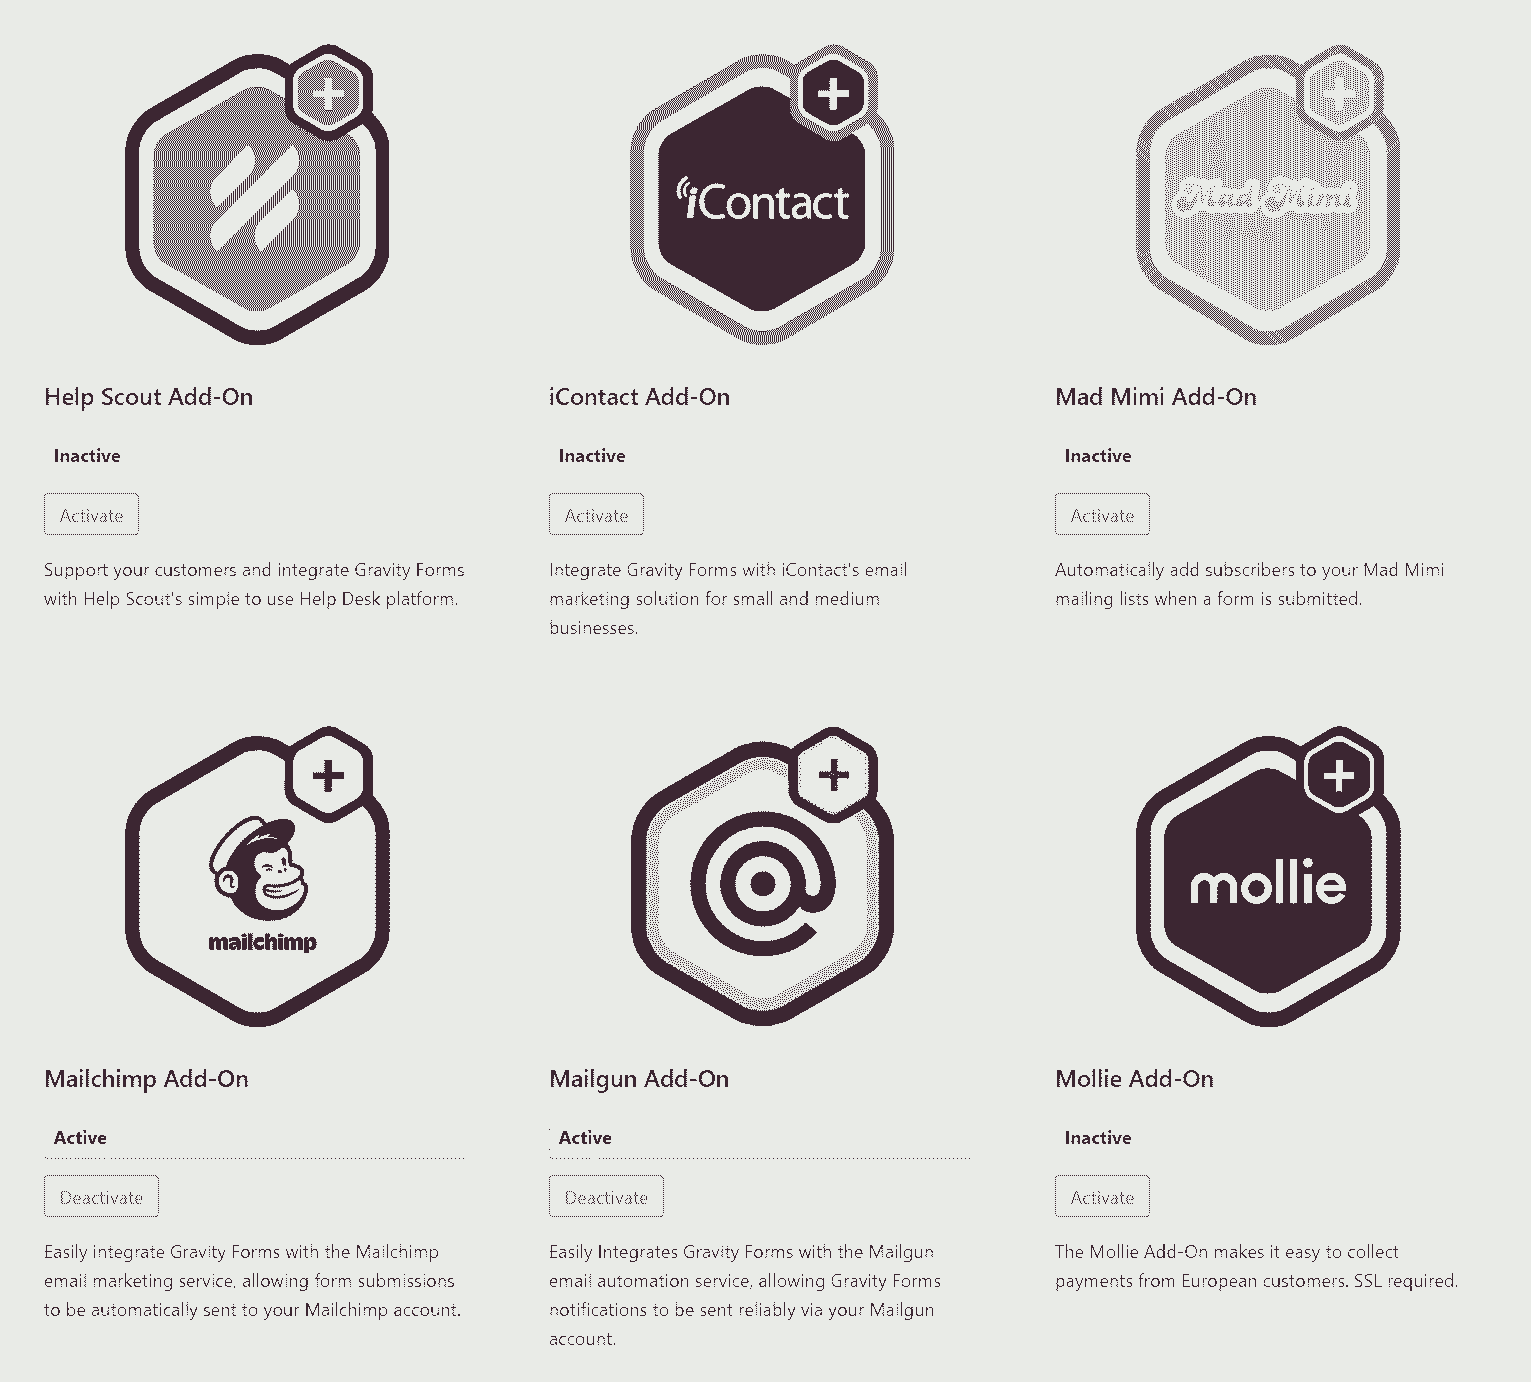 iContact
Mad Mimi
Help Scout Add-On
iContact Add-On
Mad Mimi Add-On
Inactive
Inactive
Inactive
Activate
Activate
Activate
Support your customers and integrate Gravity Forms
with Help Scout's simple to use Help Desk platform.
Integrate Gravity Forms with iContact's email
marketing solution for small and medium
businesses.
Automatically add subscribers to your Mad Mimi
mailing lists when a form is submitted.
mailchimp
mollie
Mailchimp Add-On
Mailgun Add-On
Mollie Add-On
Active
Active
Inactive
Deactivate
Deactivate
Activate
Easily integrate Gravity Forms with the Mailchimp
email marketing service, allowing form submissions
to be automatically sent to your Mailchimp account.
Easily Integrates Gravity Forms with the Mailgun
email automation service, allowing Gravity Forms
notifications to be sent reliably via your Mailgun
account.
The Mollie Add-On makes it easy to collect
payments from European customers. SSL required.